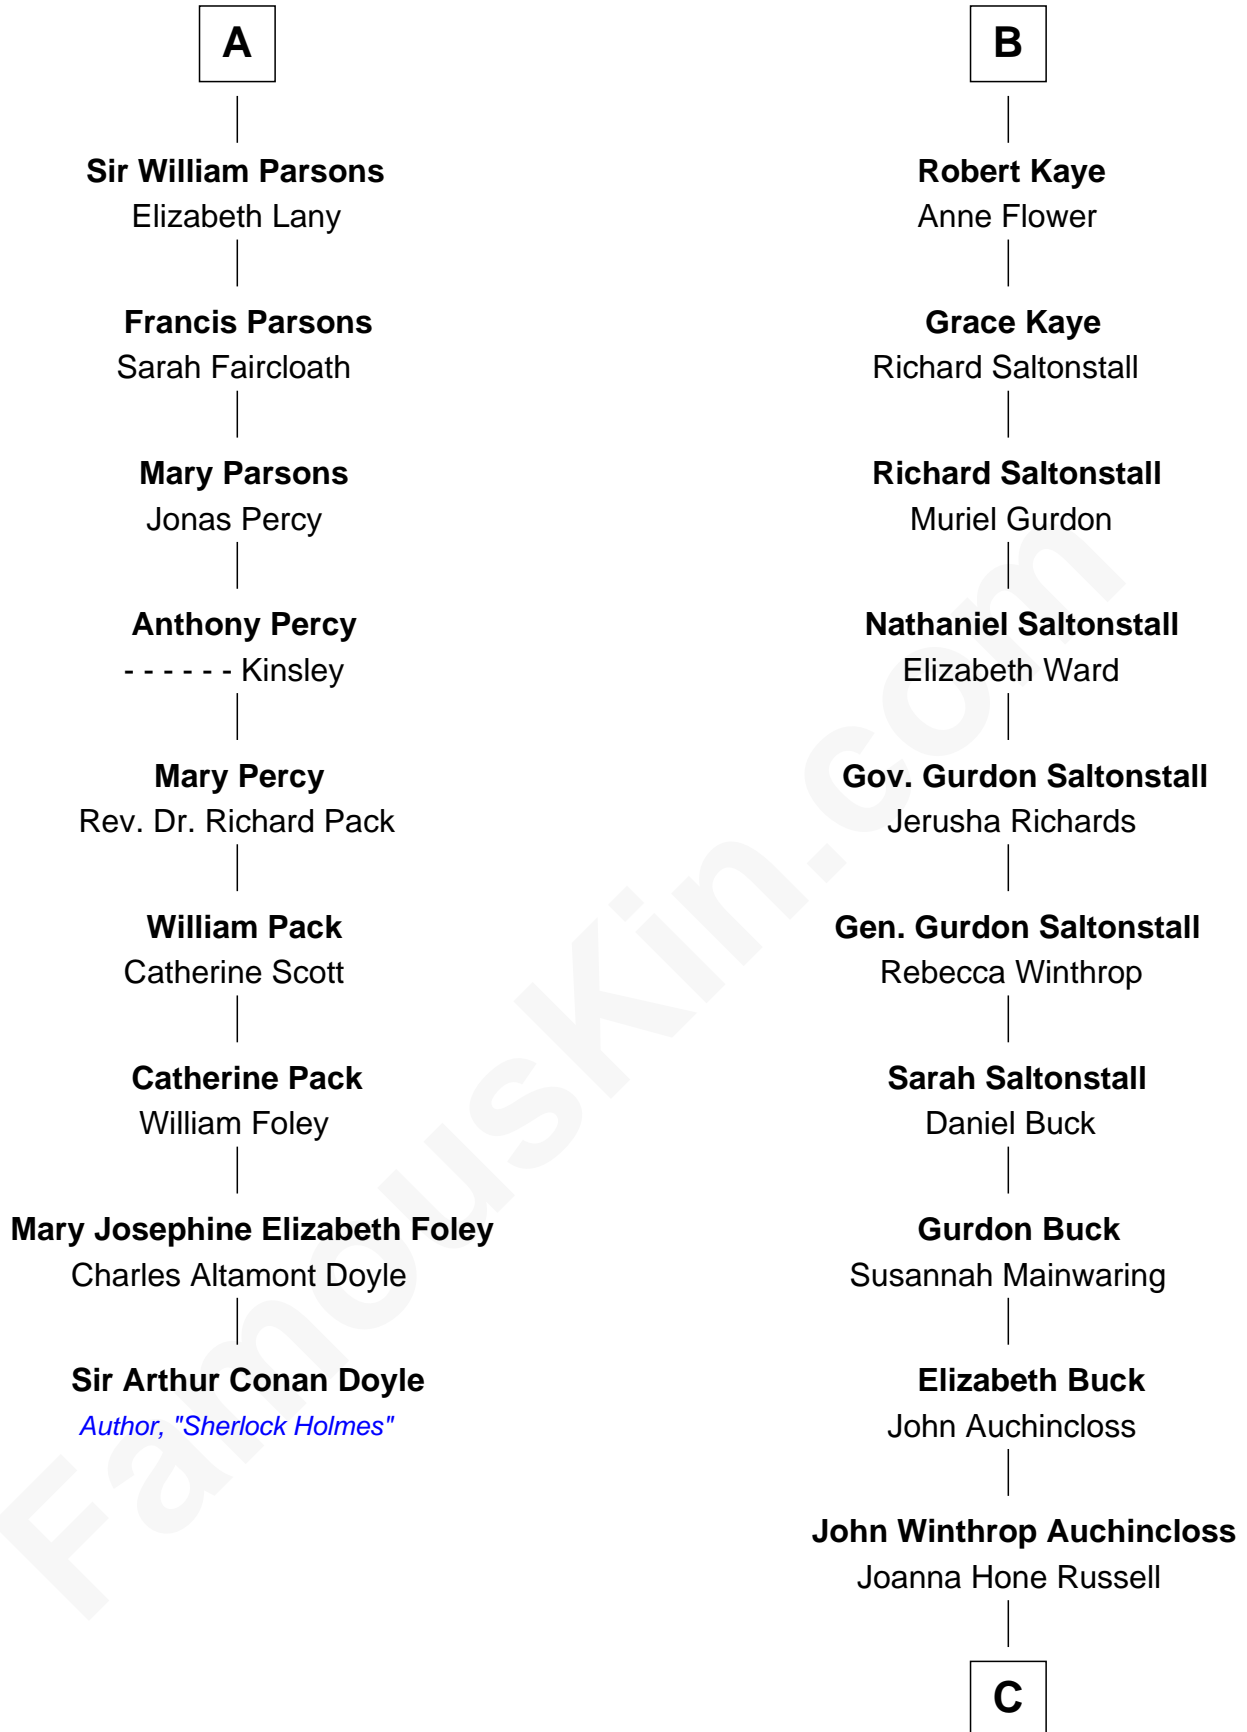 A
Sir William Parsons
Elizabeth Lany
Francis Parsons
Sarah Faircloath
Mary Parsons
Jonas Percy
Anthony Percy
- - - - - - Kinsley
Mary Percy
Rev. Dr. Richard Pack
William Pack
Catherine Scott
Catherine Pack
William Foley
Mary Josephine Elizabeth Foley
Charles Altamont Doyle
Sir Arthur Conan Doyle
Author, "Sherlock Holmes"
B
Robert Kaye
Anne Flower
Grace Kaye
Richard Saltonstall
Richard Saltonstall
Muriel Gurdon
Nathaniel Saltonstall
Elizabeth Ward
Gov. Gurdon Saltonstall
Jerusha Richards
Gen. Gurdon Saltonstall
Rebecca Winthrop
Sarah Saltonstall
Daniel Buck
Gurdon Buck
Susannah Mainwaring
Elizabeth Buck
John Auchincloss
John Winthrop Auchincloss
Joanna Hone Russell
C
FamousKin.com